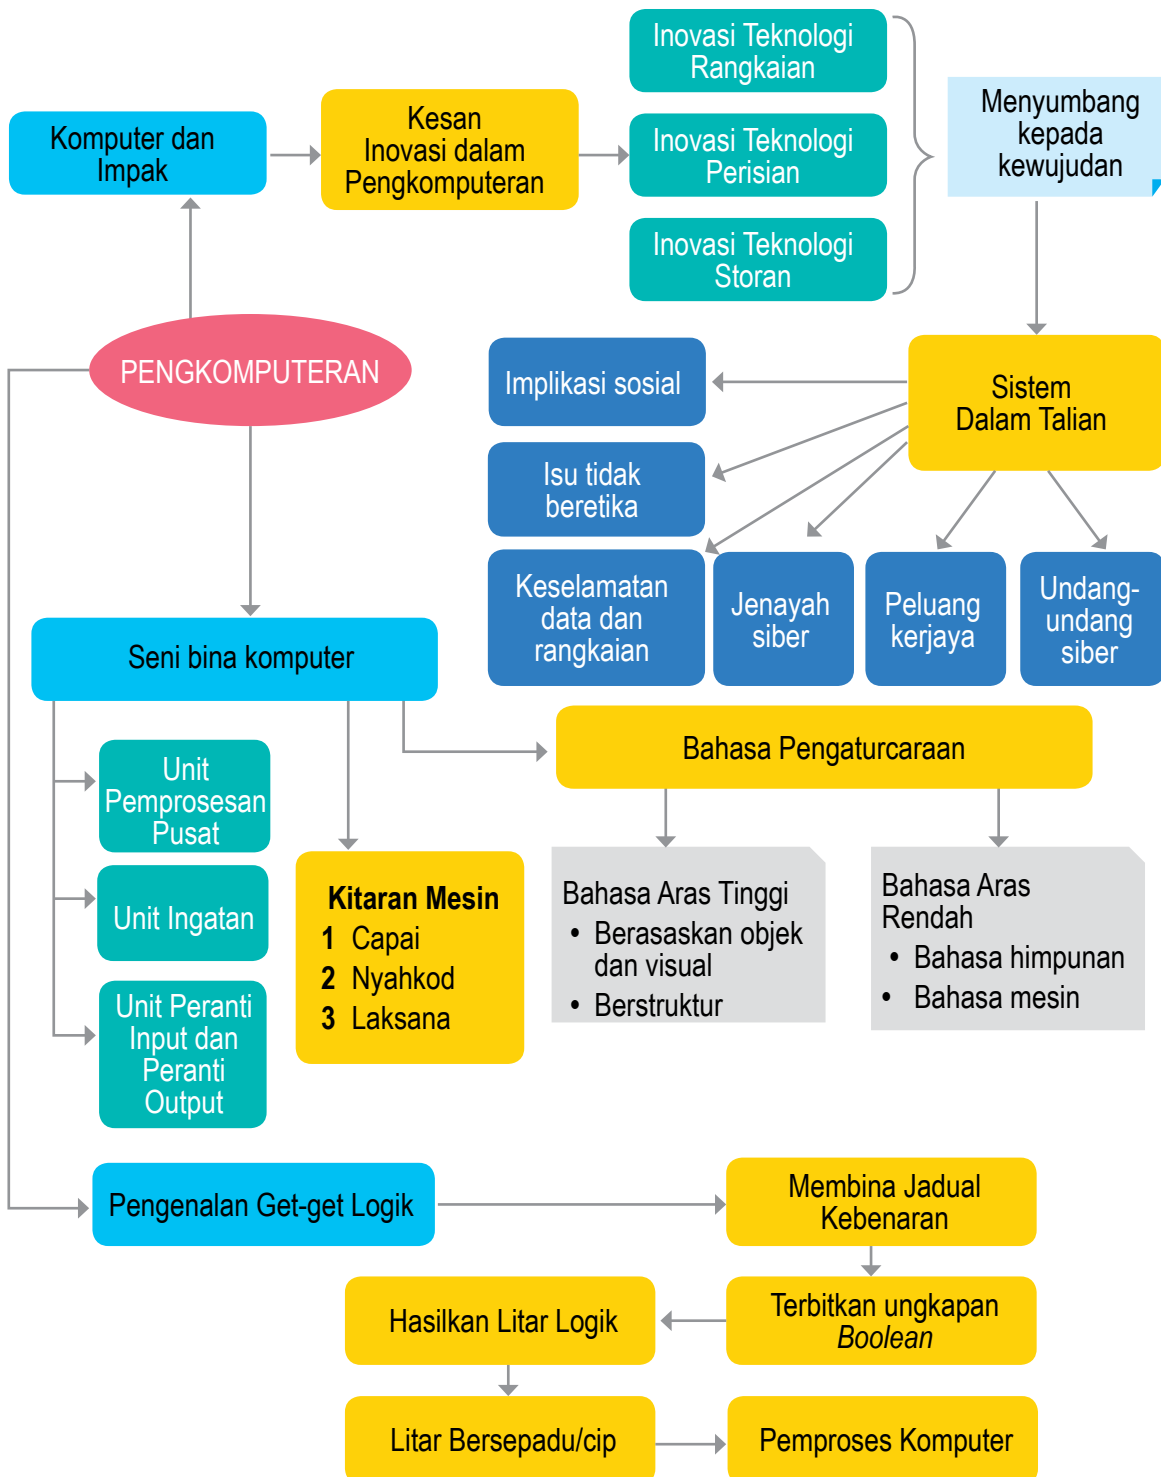 Komputer dan
Impak
Kesan
Inovasi dalam
Pengkomputeran
Inovasi Teknologi
Rangkaian
Inovasi Teknologi
Perisian
Inovasi Teknologi
Storan
Menyumbang
kepada
kewujudan
PENGKOMPUTERAN
Sistem
Dalam Talian
Implikasi sosial
Isu tidak
beretika
Keselamatan
data dan
rangkaian
Jenayah
siber
Peluang
kerjaya
Undang-
undang
siber
Seni bina komputer
Unit
Pemprosesan
Pusat
Unit Ingatan
Unit Peranti
Input dan
Peranti
Output
Kitaran Mesin
1 Capai
2 Nyahkod
3 Laksana
Bahasa Pengaturcaraan
Bahasa Aras Tinggi
• Berasaskan objek
dan visual
• Berstruktur
Bahasa Aras
Rendah
• Bahasa himpunan
• Bahasa mesin
Pengenalan Get-get Logik
Membina Jadual
Kebenaran
Terbitkan ungkapan
Boolean
Hasilkan Litar Logik
Litar Bersepadu/cip
Pemproses Komputer